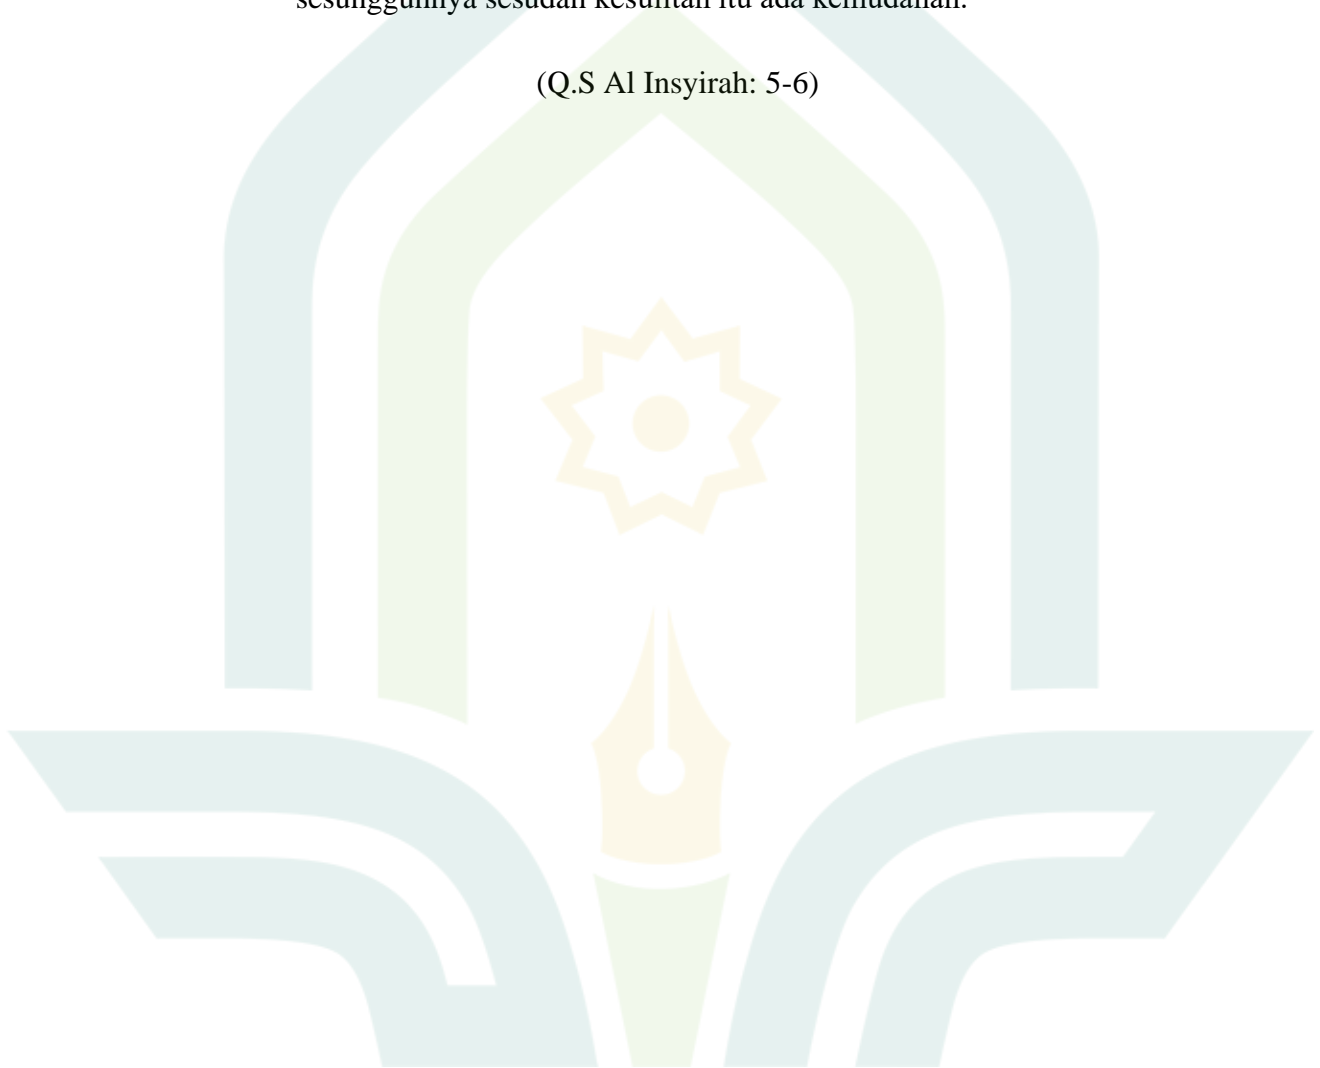 sesungguhnya sesudah kesulitan itu ada kemudahan.
(Q.S Al Insyirah: 5-6)